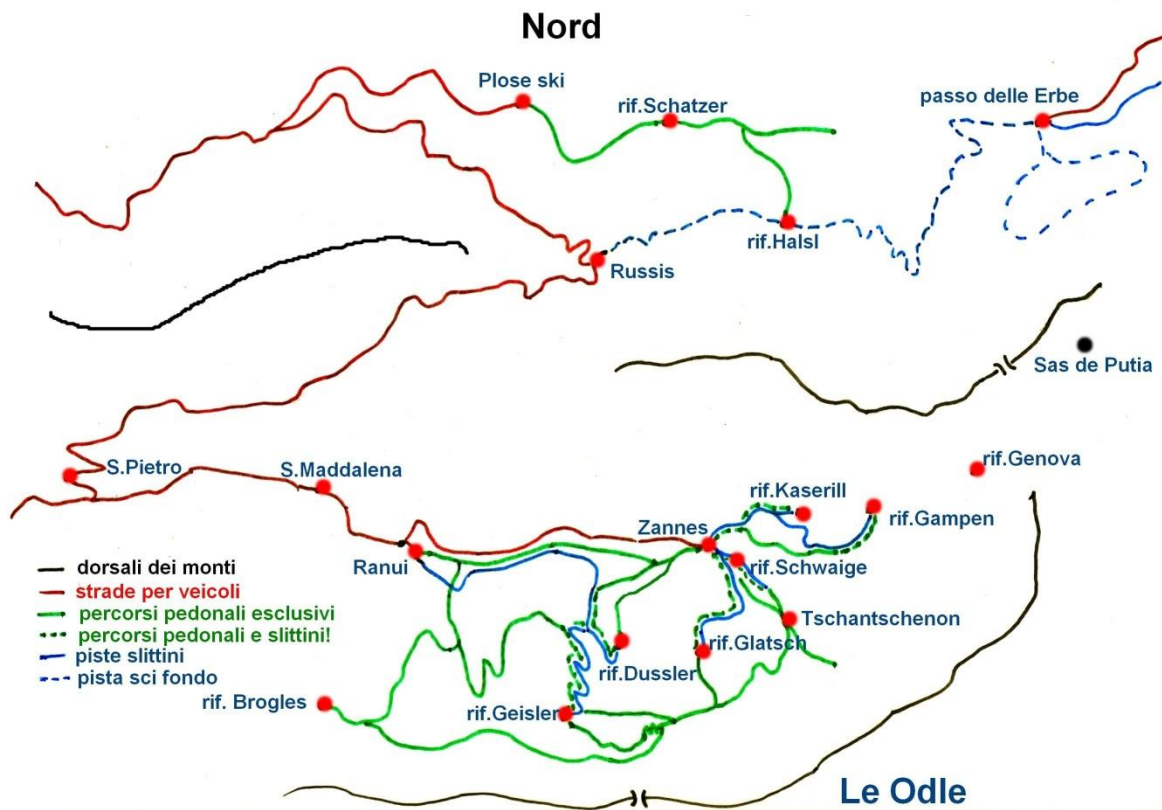 Nord
Plose ski
rif.Schatzer
passo delle Erbe
rif.Halsl
Russis
Sas de Putia
S.Pietro
S.Maddalena
rif.Genova
rif.Kaserill
rif.Gampen
Zannes
Ranui
rif.Schwaige
Tschantschenon
rif.Glatsch
rif.Dussler
rif. Brogles
rif.Geisler
dorsali dei monti
strade per veicoli
percorsi pedonali esclusivi
percorsi pedonali e slittini!
piste slittini
pista sci fondo
Le Odle